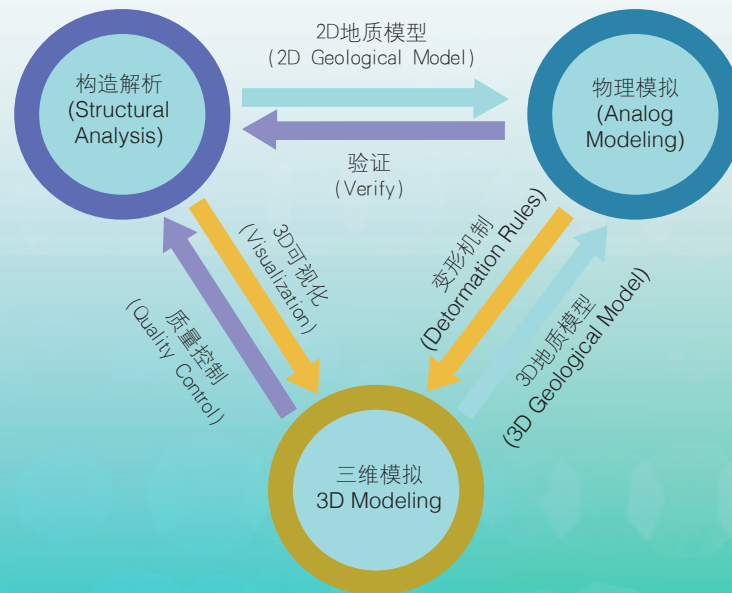 2D地质模型
(2D Geological Model)
构造解析
(Structural
Analysis)
物理模拟
(Analog
Modeling)
验证
(Verify)
3D可视化
(Visualization)
变形机制
(Detormation Rules)
质量控制
(Quality Control)
3D地质模型
(3D Geological Model)
三维模拟
3D Modeling